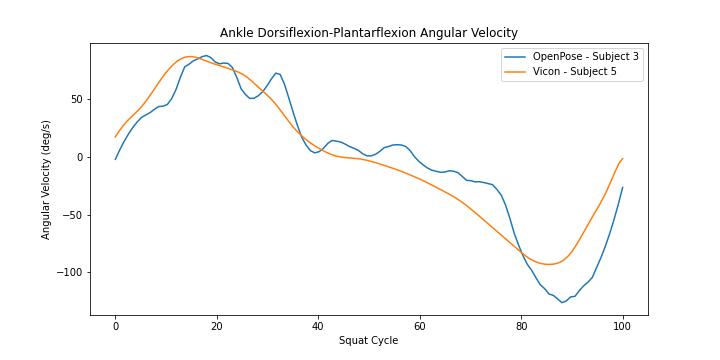 Ankle Dorsiflexion-Plantarflexion Angular Velocity
OpenPose - Subject 3
Vicon - Subject 5
Angular Velocity (deg/s)
50
0
−50
−100
0 20 40 60 80 100
Squat Cycle